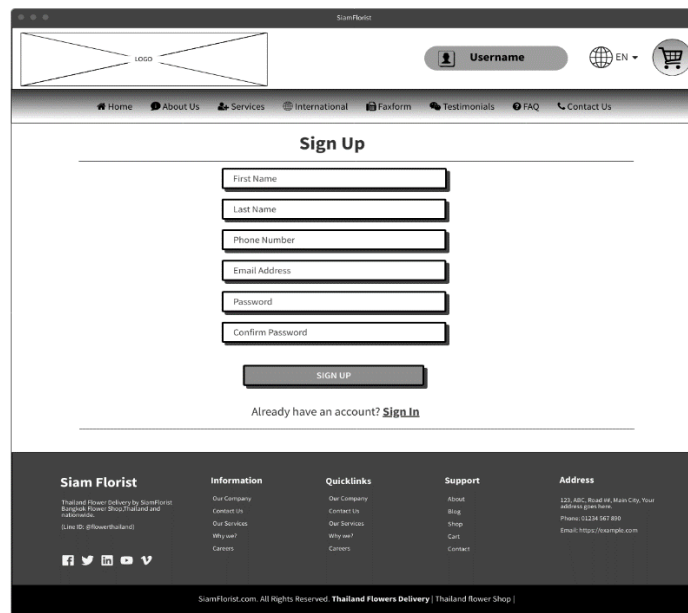 SiamFlorist
LOGO
Username
EN
Home About Us Services International Faxform Testimonials FAQ Contact Us
Sign Up
First Name
Last Name
Phone Number
Email Address
Password
Confirm Password
SIGN UP
Already have an account? Sign In
Siam Florist
Thailand Flower Delivery by SiamFlorist
Bangkok Flower Shop,Thailand and
nationwide.
(Line ID: @flowerthailand)
Information
Our Company
Contact Us
Our Services
Why we?
Careers
Quicklinks
Our Company
Contact Us
Our Services
Why we?
Careers
Support
About
Blog
Shop
Cart
Contact
Address
123, ABC, Road ##, Main City, Your
address goes here.
Phone: 01234 567 890
Email: https://example.com
SiamFlorist.com. All Rights Reserved. Thailand Flowers Delivery | Thailand flower Shop |